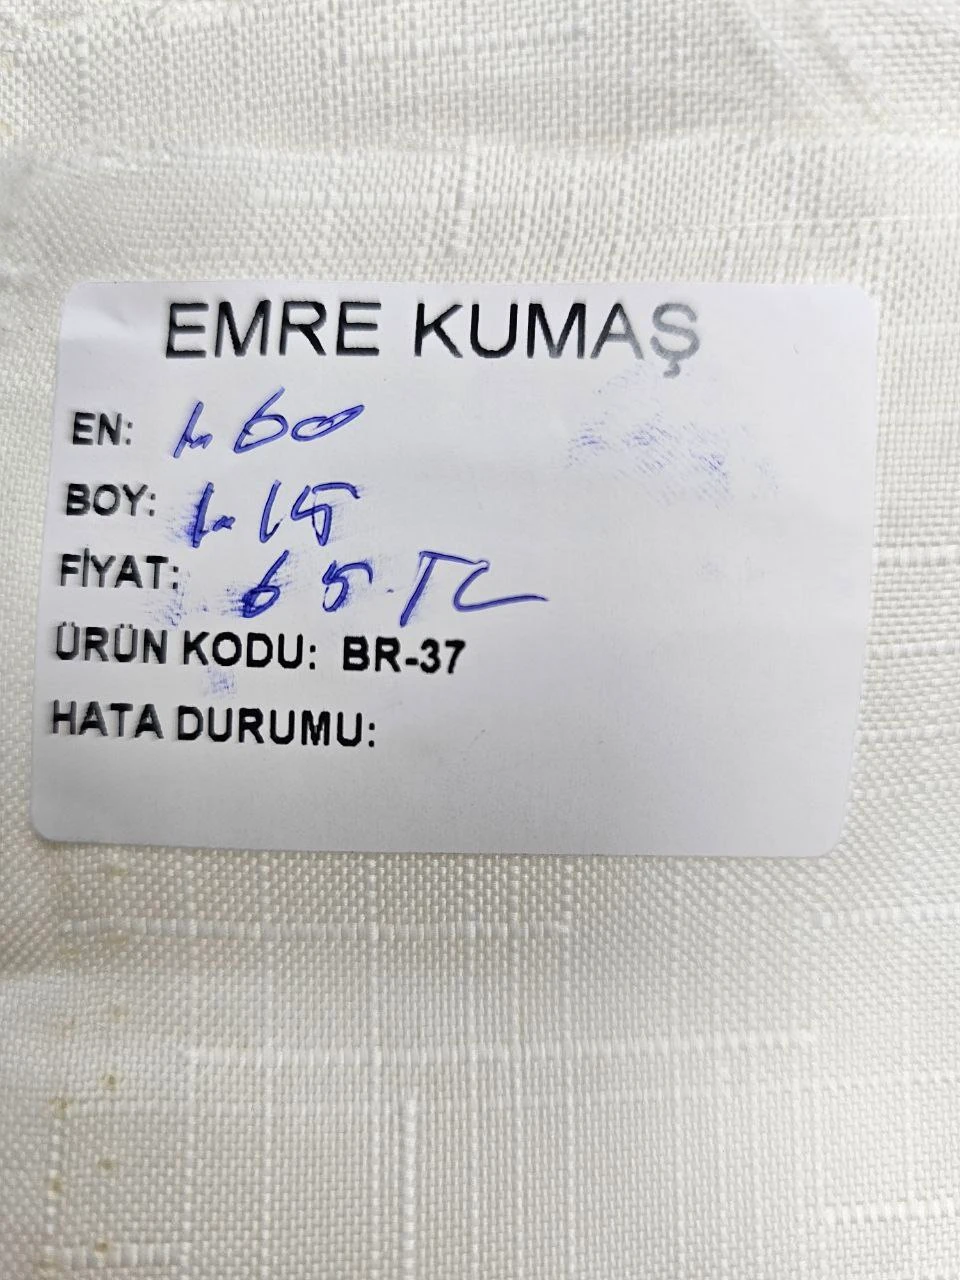 EMRE KUMAŞ
EN: 1.60
BOY: 1.15
FİYAT: 65 TL
ÜRÜN KODU: BR-37
HATA DURUMU: